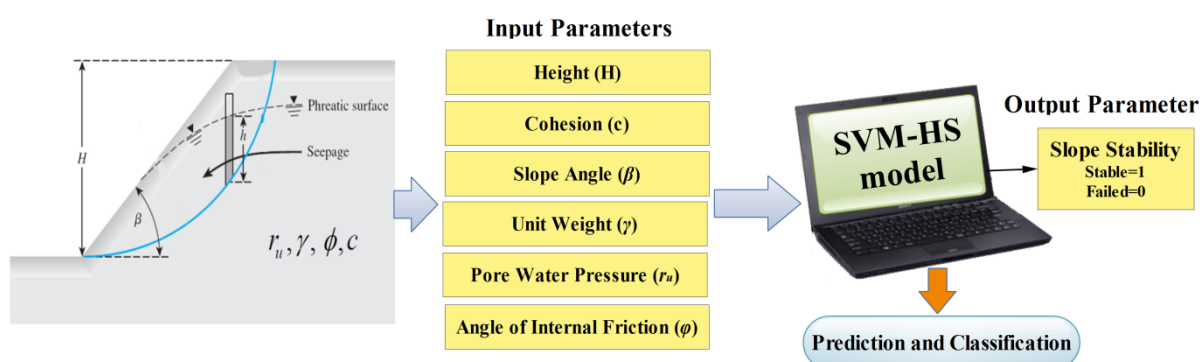 H
β
Phreatic surface
h
Seepage
r_u, γ, ϕ, c
Input Parameters
Height (H)
Cohesion (c)
Slope Angle (β)
Unit Weight (γ)
Pore Water Pressure (r_u)
Angle of Internal Friction (φ)
SVM-HS
model
Output Parameter
Slope Stability
Stable=1
Failed=0
Prediction and Classification